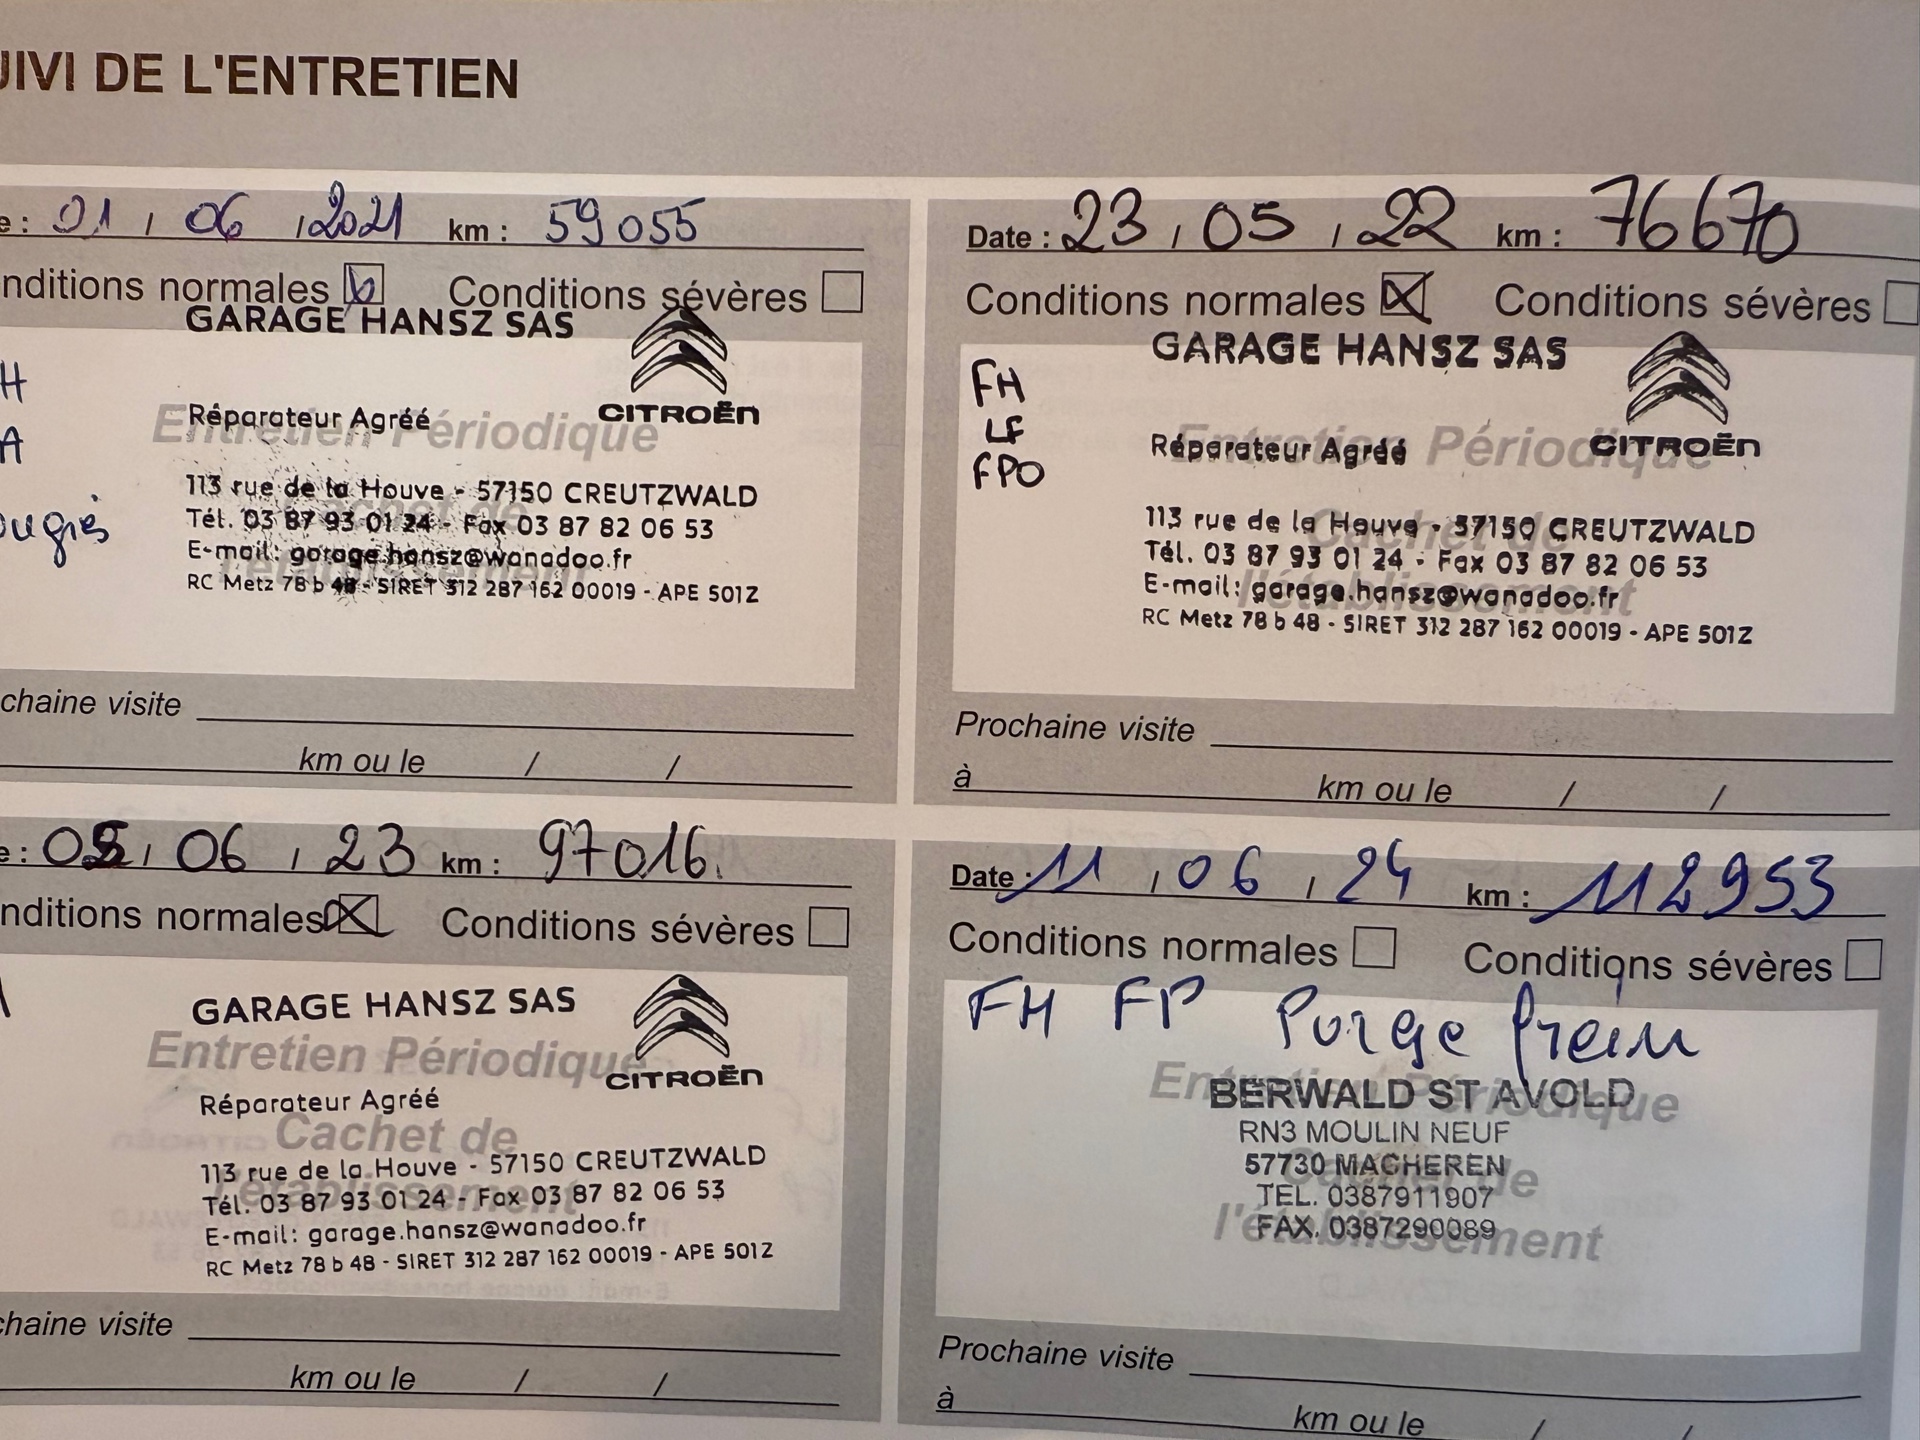 UIVI DE L'ENTRETIEN
e : 01 / 06 / 2021 km : 59055
nditions normales Conditions sévères
GARAGE HANSZ SAS
H
A
ougies
CITROËN
Entretien Périodique
Réparateur Agréé
113 rue de la Houve - 57150 CREUTZWALD
Tél. 03 87 93 01 24 - Fax 03 87 82 06 53
E-mail: garage.hansz@wanadoo.fr
RC Metz 78 b 48 - SIRET 312 287 162 00019 - APE 501Z
chaine visite
km ou le / /
Date : 23 / 05 / 22 km : 76670
Conditions normales Conditions sévères
GARAGE HANSZ SAS
FH
LF
FPO
CITROËN
Entretien Périodique
Réparateur Agréé
Cachet de
l'établissement
113 rue de la Houve - 57150 CREUTZWALD
Tél. 03 87 93 01 24 - Fax 03 87 82 06 53
E-mail: garage.hansz@wanadoo.fr
RC Metz 78 b 48 - SIRET 312 287 162 00019 - APE 501Z
Prochaine visite
à km ou le / /
e : / 06 / 23 km : 97016.
nditions normales Conditions sévères
GARAGE HANSZ SAS
Entretien Périodique
CITROËN
Réparateur Agréé
Cachet de
l'établissement
113 rue de la Houve - 57150 CREUTZWALD
Tél. 03 87 93 01 24 - Fax 03 87 82 06 53
E-mail: garage.hansz@wanadoo.fr
RC Metz 78 b 48 - SIRET 312 287 162 00019 - APE 501Z
chaine visite
km ou le / /
Date : 11 / 06 / 24 km : 112953
Conditions normales Conditions sévères
FH FP Purge frein
Entretien Périodique
BERWALD ST AVOLD
RN3 MOULIN NEUF
57730 MACHEREN
Cachet de
TEL. 0387911907
l'établissement
FAX. 0387290089
Prochaine visite
à km ou le / /